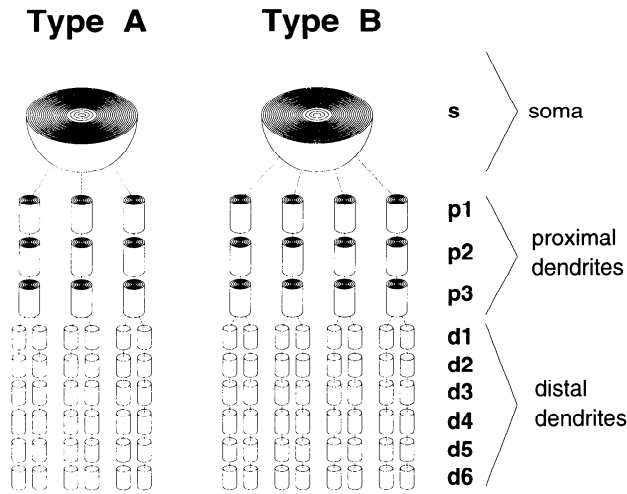 Type A
Type B
s
soma
p1
p2
proximal
dendrites
p3
d1
d2
d3
distal
dendrites
d4
d5
d6